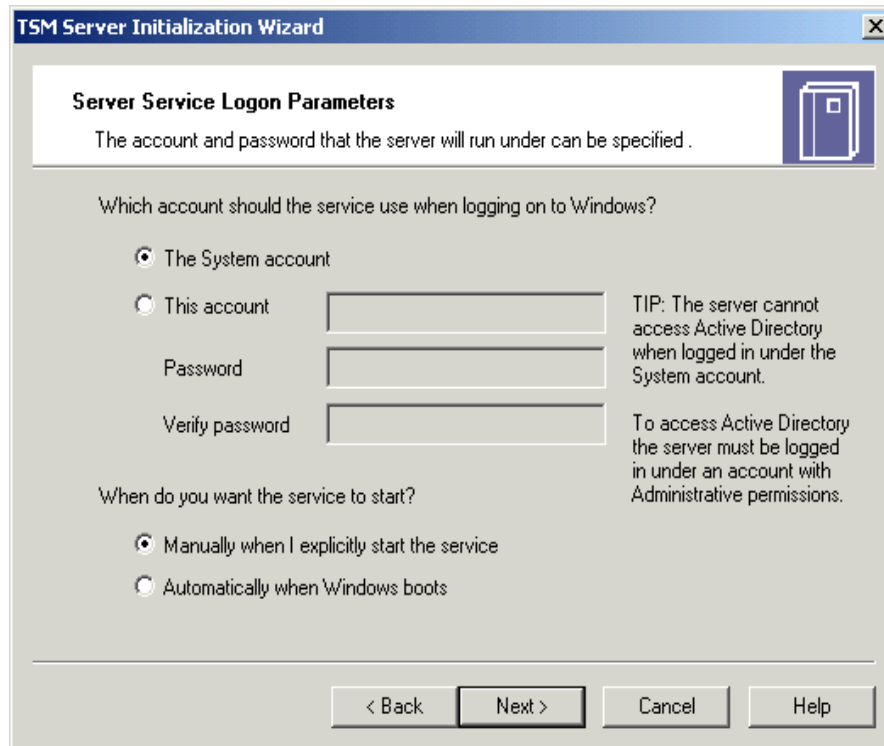 TSM Server Initialization Wizard
Server Service Logon Parameters
The account and password that the server will run under can be specified .
Which account should the service use when logging on to Windows?
The System account
This account
Password
Verify password
TIP: The server cannot
access Active Directory
when logged in under the
System account.
To access Active Directory
the server must be logged
in under an account with
Administrative permissions.
When do you want the service to start?
Manually when I explicitly start the service
Automatically when Windows boots
< Back
Next >
Cancel
Help